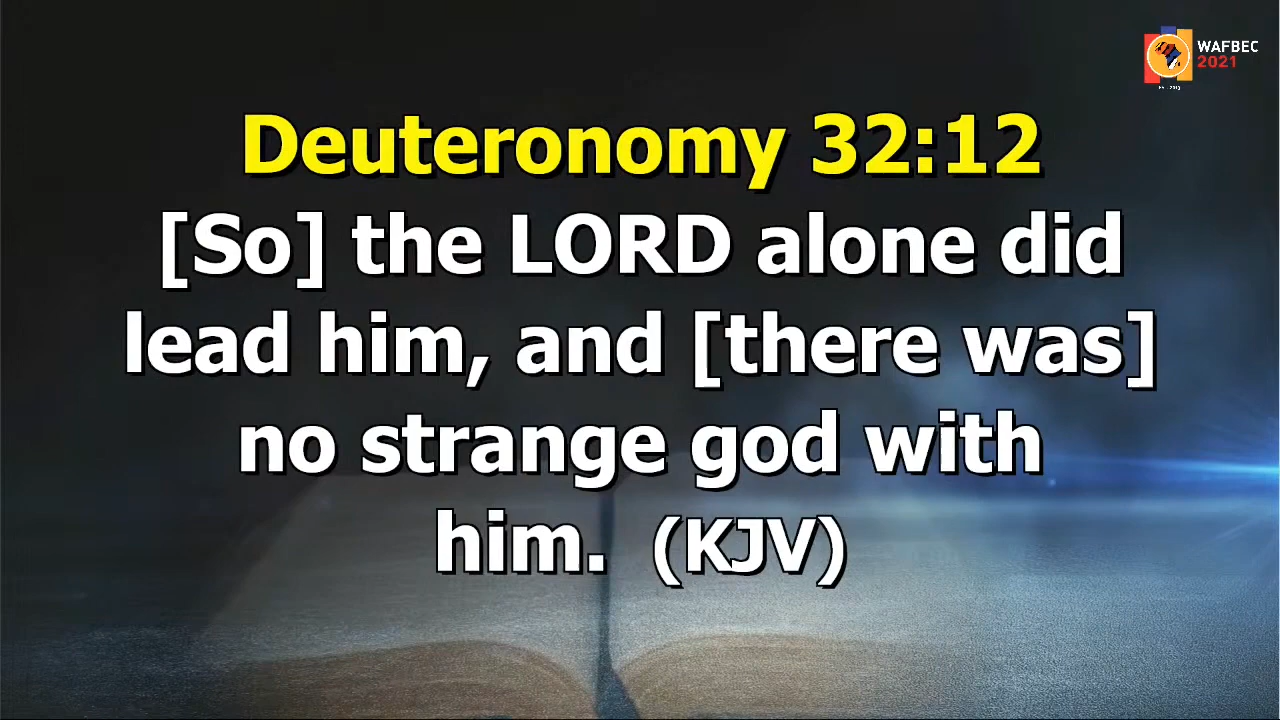 WAFBEC
2021
Deuteronomy 32:12
[So] the LORD alone did
lead him, and [there was]
no strange god with
him. (KJV)